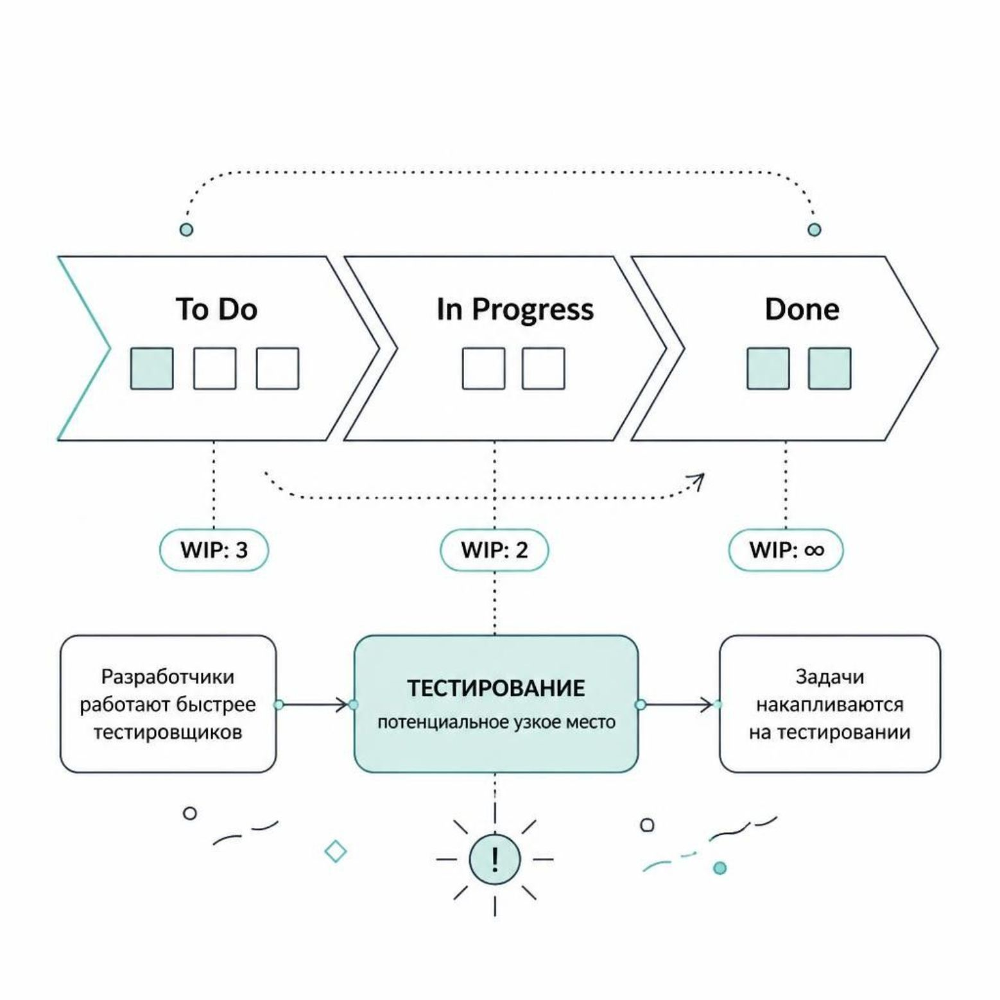 To Do
In Progress
Done
WIP: 3
WIP: 2
WIP: ∞
Разработчики
работают быстрее
тестировщиков
ТЕСТИРОВАНИЕ
потенциальное узкое место
Задачи
накапливаются
на тестировании
!